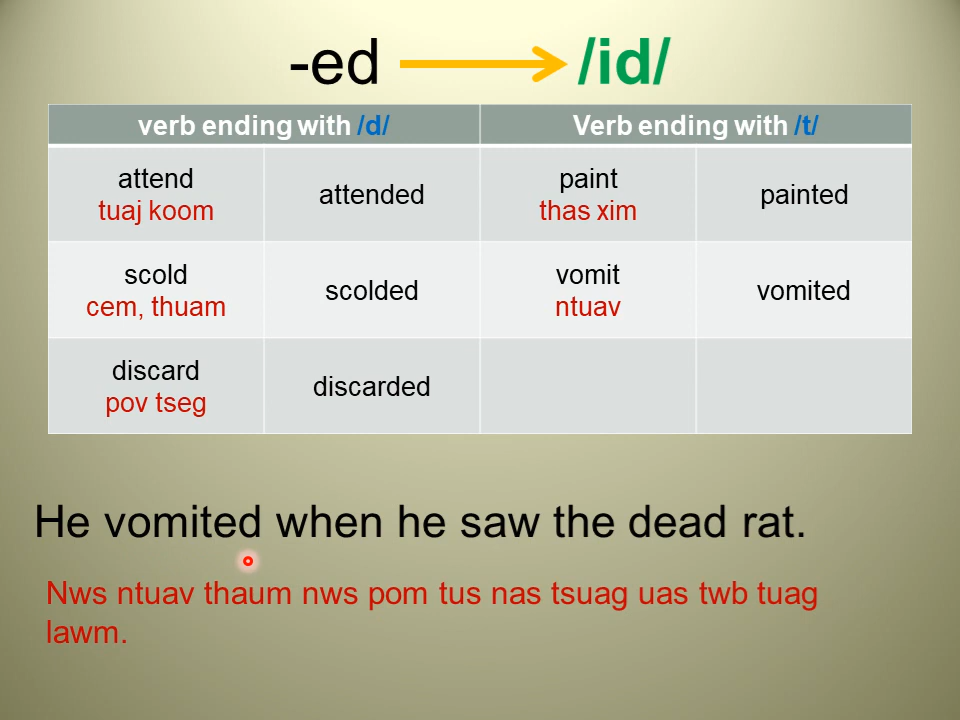 -ed /id/
verb ending with /d/ Verb ending with /t/
attend
tuaj koom
attended
paint
thas xim
painted
scold
cem, thuam
scolded
vomit
ntuav
vomited
discard
pov tseg
discarded
He vomited when he saw the dead rat.
Nws ntuav thaum nws pom tus nas tsuag uas twb tuag
lawm.